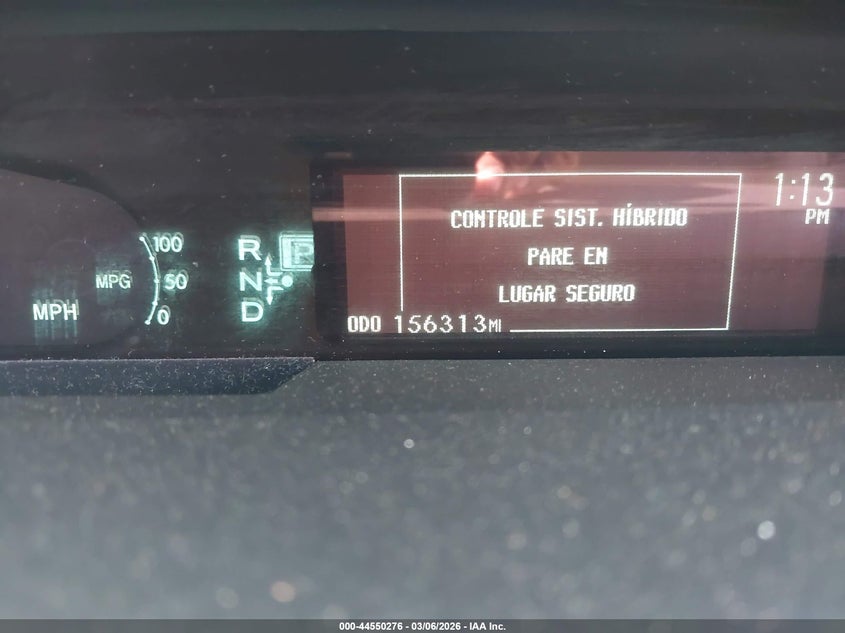 100
MPG 50
MPH 0
R P
N
D
CONTROLE SIST. HÍBRIDO
PARE EN
LUGAR SEGURO
1:13
PM
ODO 156313MI
000-44550276 - 03/06/2026 - IAA Inc.